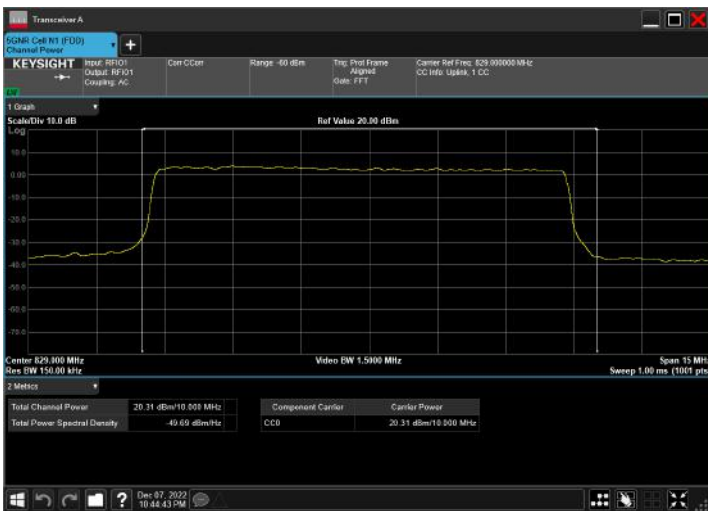 Transceiver A
5GNR Cell N1 (FDD)
Channel Power
+
KEYSIGHT
Input: RFIO1
Output: RFIO1
Coupling: AC
Corr CCorr
Range: -60 dBm
Trig: Prot Frame
Aligned
Gate: FFT
Carrier Ref Freq: 829.000000 MHz
CC Info: Uplink, 1 CC
1 Graph
Scale/Div 10.0 dB
Ref Value 20.00 dBm
Log
10.0
0.00
-10.0
-20.0
-30.0
-40.0
-50.0
-60.0
-70.0
Center 829.000 MHz
Video BW 1.5000 MHz
Span 15 MHz
Res BW 150.00 kHz
Sweep 1.00 ms (1001 pts
2 Metrics
Total Channel Power 20.31 dBm/10.000 MHz
Total Power Spectral Density -49.69 dBm/Hz
Component Carrier Carrier Power
CC0 20.31 dBm/10.000 MHz
?
Dec 07, 2022
10:44:43 PM